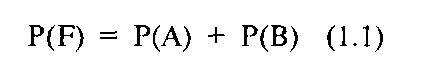 P(F) = P(A) + P(B) (1.1)